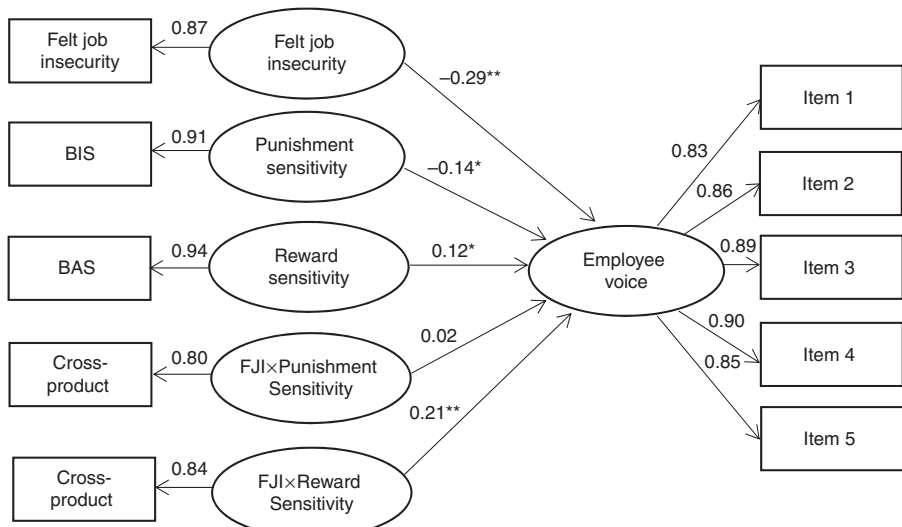 Felt job
insecurity
0.87
Felt job
insecurity
–0.29**
BIS
0.91
Punishment
sensitivity
–0.14*
BAS
0.94
Reward
sensitivity
0.12*
Cross-
product
0.80
FJI×Punishment
Sensitivity
0.02
Cross-
product
0.84
FJI×Reward
Sensitivity
0.21**
Employee
voice
0.83
Item 1
0.86
Item 2
0.89
Item 3
0.90
Item 4
0.85
Item 5